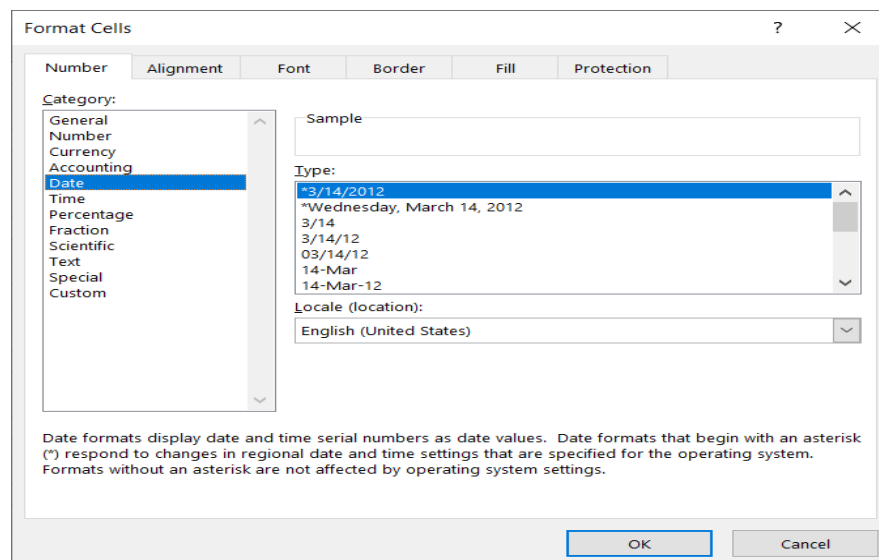 Format Cells ?
Number Alignment Font Border Fill Protection
Category:
General
Number
Currency
Accounting
Date
Time
Percentage
Fraction
Scientific
Text
Special
Custom
Sample
Type:
*3/14/2012
*Wednesday, March 14, 2012
3/14
3/14/12
03/14/12
14-Mar
14-Mar-12
Locale (location):
English (United States)
Date formats display date and time serial numbers as date values.  Date formats that begin with an asterisk
(*) respond to changes in regional date and time settings that are specified for the operating system.
Formats without an asterisk are not affected by operating system settings.
OK Cancel